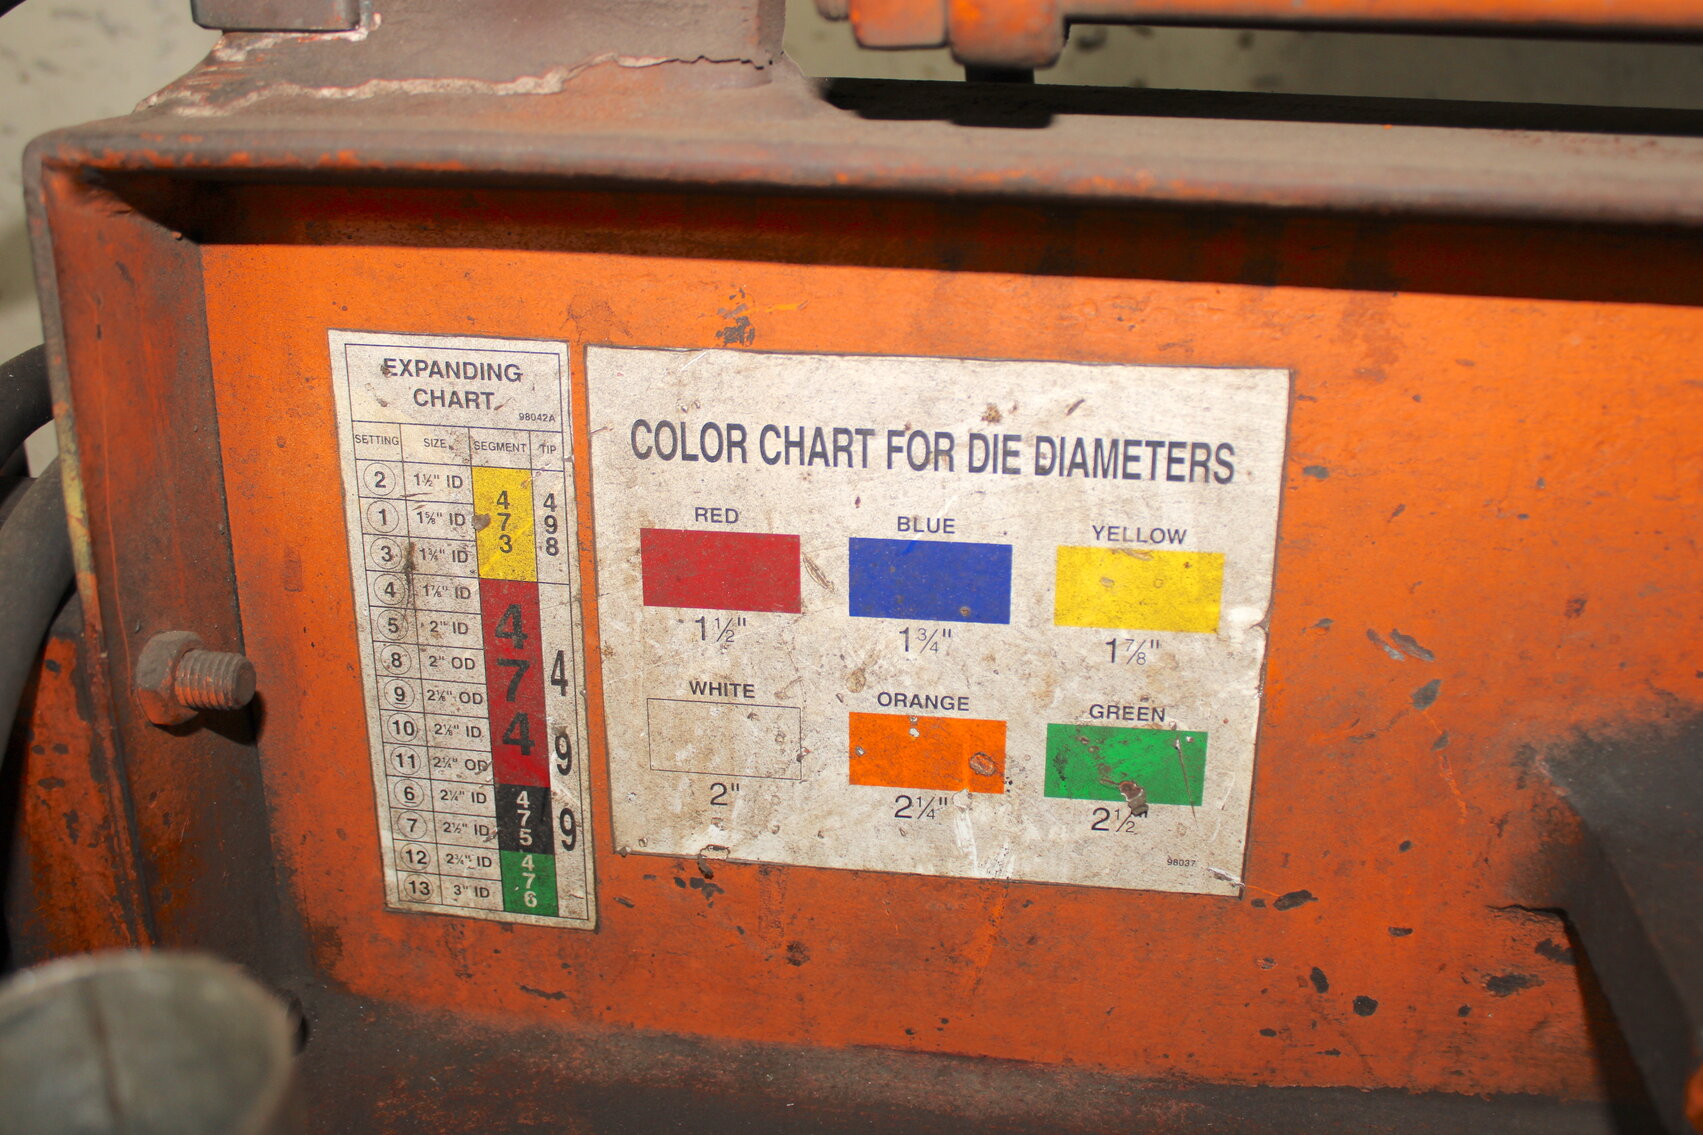 EXPANDING
CHART
98042A
SETTING SIZE SEGMENT TIP
2 1½" ID
1 1⅝" ID
3 1¾" ID
473
498
4 1⅞" ID
5 2" ID
8 2" OD
9 2⅛" OD
10 2⅛" ID
11 2¼" OD
474
499
6 2¼" ID
7 2½" ID
475
12 2¾" ID
13 3" ID
476
COLOR CHART FOR DIE DIAMETERS
RED BLUE YELLOW
1½" 1¾" 1⅞"
WHITE ORANGE GREEN
2" 2¼" 2½"
98037